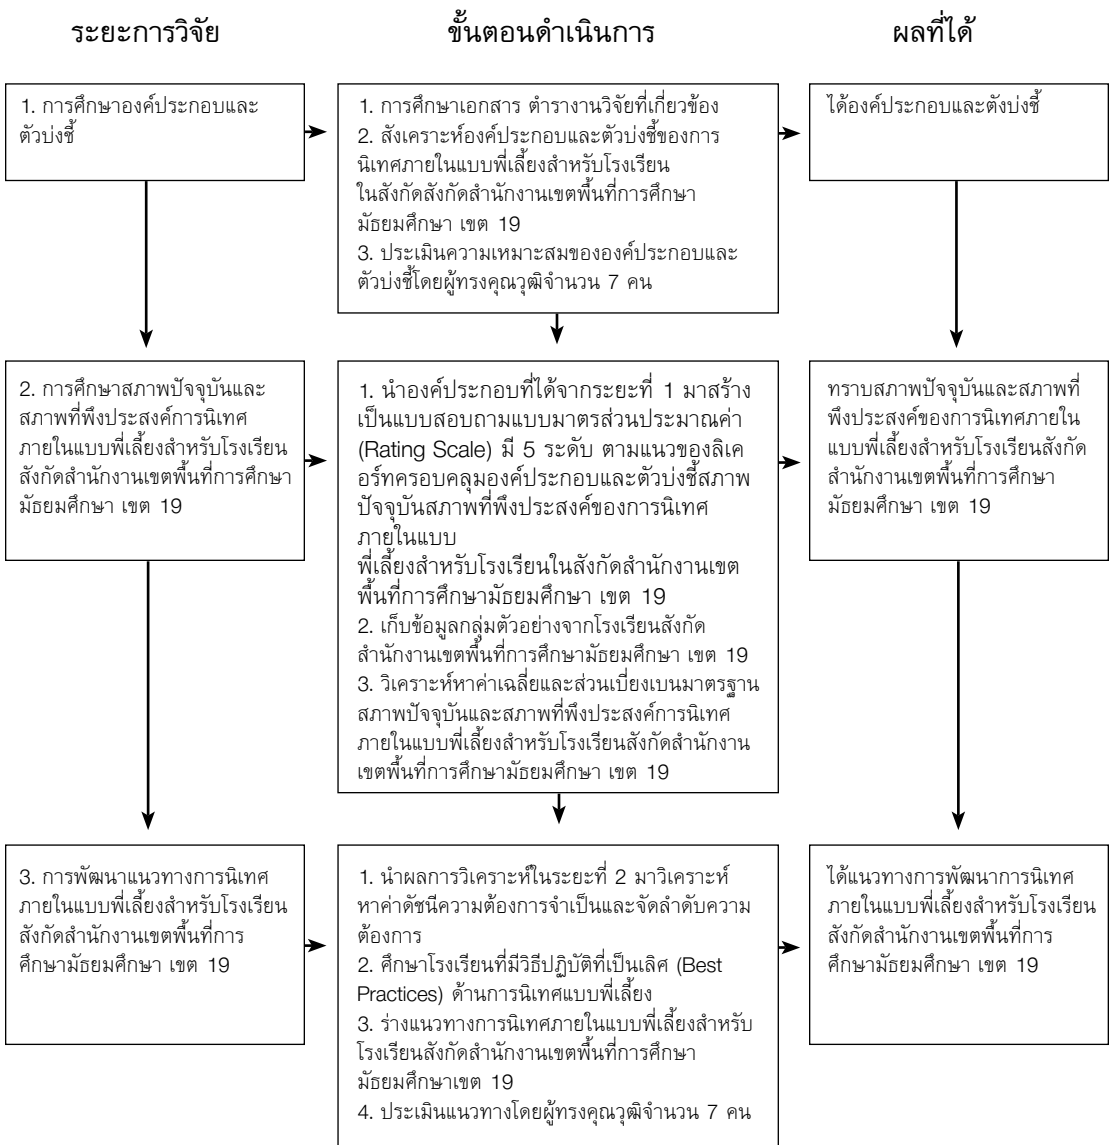 ระยะการวิจัย
ขั้นตอนดำเนินการ
ผลที่ได้
1. การศึกษาองค์ประกอบและ
ตัวบ่งชี้
1. การศึกษาเอกสาร ตำรางานวิจัยที่เกี่ยวข้อง
2. สังเคราะห์องค์ประกอบและตัวบ่งชี้ของการ
นิเทศภายในแบบพี่เลี้ยงสำหรับโรงเรียน
ในสังกัดสังกัดสำนักงานเขตพื้นที่การศึกษา
มัธยมศึกษา เขต 19
3. ประเมินความเหมาะสมขององค์ประกอบและ
ตัวบ่งชี้โดยผู้ทรงคุณวุฒิจำนวน 7 คน
ได้องค์ประกอบและตังบ่งชี้
2. การศึกษาสภาพปัจจุบันและ
สภาพที่พึงประสงค์การนิเทศ
ภายในแบบพี่เลี้ยงสำหรับโรงเรียน
สังกัดสำนักงานเขตพื้นที่การศึกษา
มัธยมศึกษา เขต 19
1. นำองค์ประกอบที่ได้จากระยะที่ 1 มาสร้าง
เป็นแบบสอบถามแบบมาตรส่วนประมาณค่า
(Rating Scale) มี 5 ระดับ ตามแนวของลิเค
อร์ทครอบคลุมองค์ประกอบและตัวบ่งชี้สภาพ
ปัจจุบันสภาพที่พึงประสงค์ของการนิเทศ
ภายในแบบ
พี่เลี้ยงสำหรับโรงเรียนในสังกัดสำนักงานเขต
พื้นที่การศึกษามัธยมศึกษา เขต 19
2. เก็บข้อมูลกลุ่มตัวอย่างจากโรงเรียนสังกัด
สำนักงานเขตพื้นที่การศึกษามัธยมศึกษา เขต 19
3. วิเคราะห์หาค่าเฉลี่ยและส่วนเบี่ยงเบนมาตรฐาน
สภาพปัจจุบันและสภาพที่พึงประสงค์การนิเทศ
ภายในแบบพี่เลี้ยงสำหรับโรงเรียนสังกัดสำนักงาน
เขตพื้นที่การศึกษามัธยมศึกษา เขต 19
ทราบสภาพปัจจุบันและสภาพที่
พึงประสงค์ของการนิเทศภายใน
แบบพี่เลี้ยงสำหรับโรงเรียนสังกัด
สำนักงานเขตพื้นที่การศึกษา
มัธยมศึกษา เขต 19
3. การพัฒนาแนวทางการนิเทศ
ภายในแบบพี่เลี้ยงสำหรับโรงเรียน
สังกัดสำนักงานเขตพื้นที่การ
ศึกษามัธยมศึกษา เขต 19
1. นำผลการวิเคราะห์ในระยะที่ 2 มาวิเคราะห์
หาค่าดัชนีความต้องการจำเป็นและจัดลำดับความ
ต้องการ
2. ศึกษาโรงเรียนที่มีวิธีปฏิบัติที่เป็นเลิศ (Best
Practices) ด้านการนิเทศแบบพี่เลี้ยง
3. ร่างแนวทางการนิเทศภายในแบบพี่เลี้ยงสำหรับ
โรงเรียนสังกัดสำนักงานเขตพื้นที่การศึกษา
มัธยมศึกษาเขต 19
4. ประเมินแนวทางโดยผู้ทรงคุณวุฒิจำนวน 7 คน
ได้แนวทางการพัฒนาการนิเทศ
ภายในแบบพี่เลี้ยงสำหรับโรงเรียน
สังกัดสำนักงานเขตพื้นที่การ
ศึกษามัธยมศึกษา เขต 19